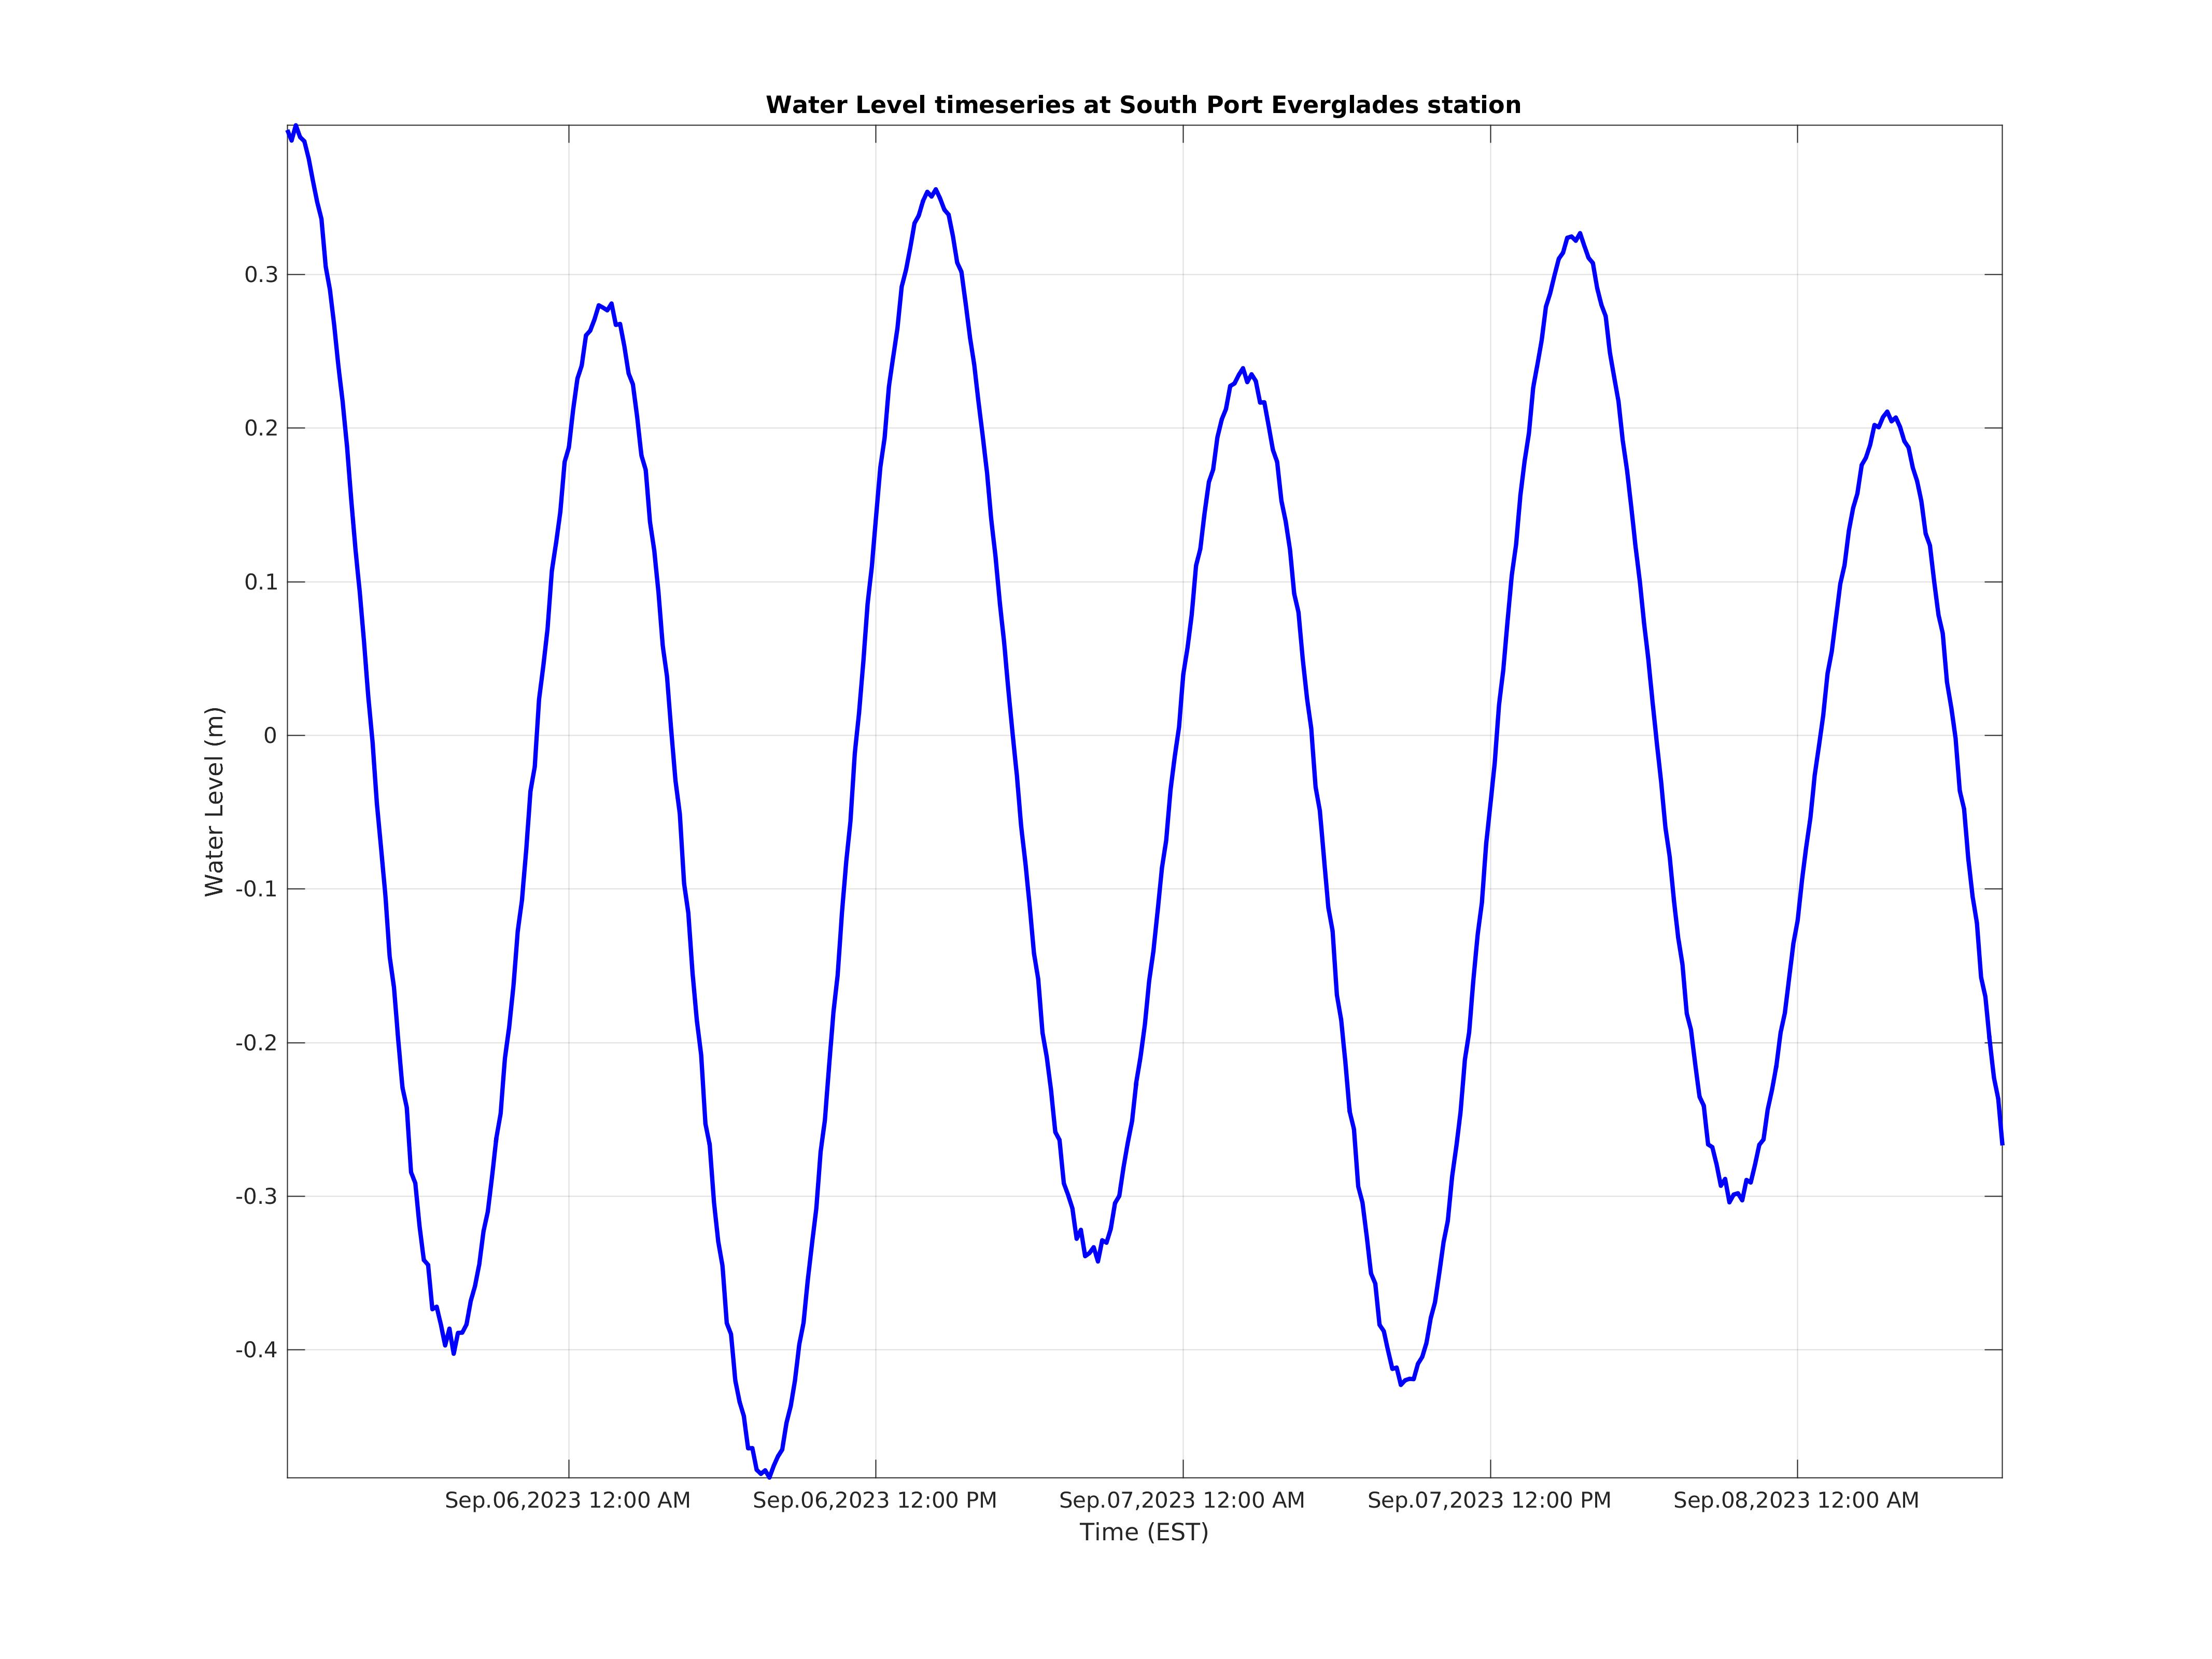 Water Level timeseries at South Port Everglades station
0.3
0.2
0.1
0
-0.1
-0.2
-0.3
-0.4
Water Level (m)
Sep.06,2023 12:00 AM
Sep.06,2023 12:00 PM
Sep.07,2023 12:00 AM
Sep.07,2023 12:00 PM
Sep.08,2023 12:00 AM
Time (EST)